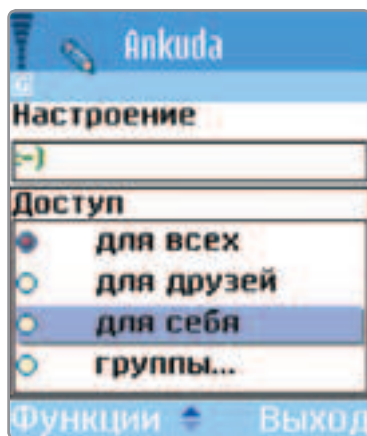 Ankuda
G
Настроение
:-)
Доступ
для всех
для друзей
для себя
группы...
Функции Выход